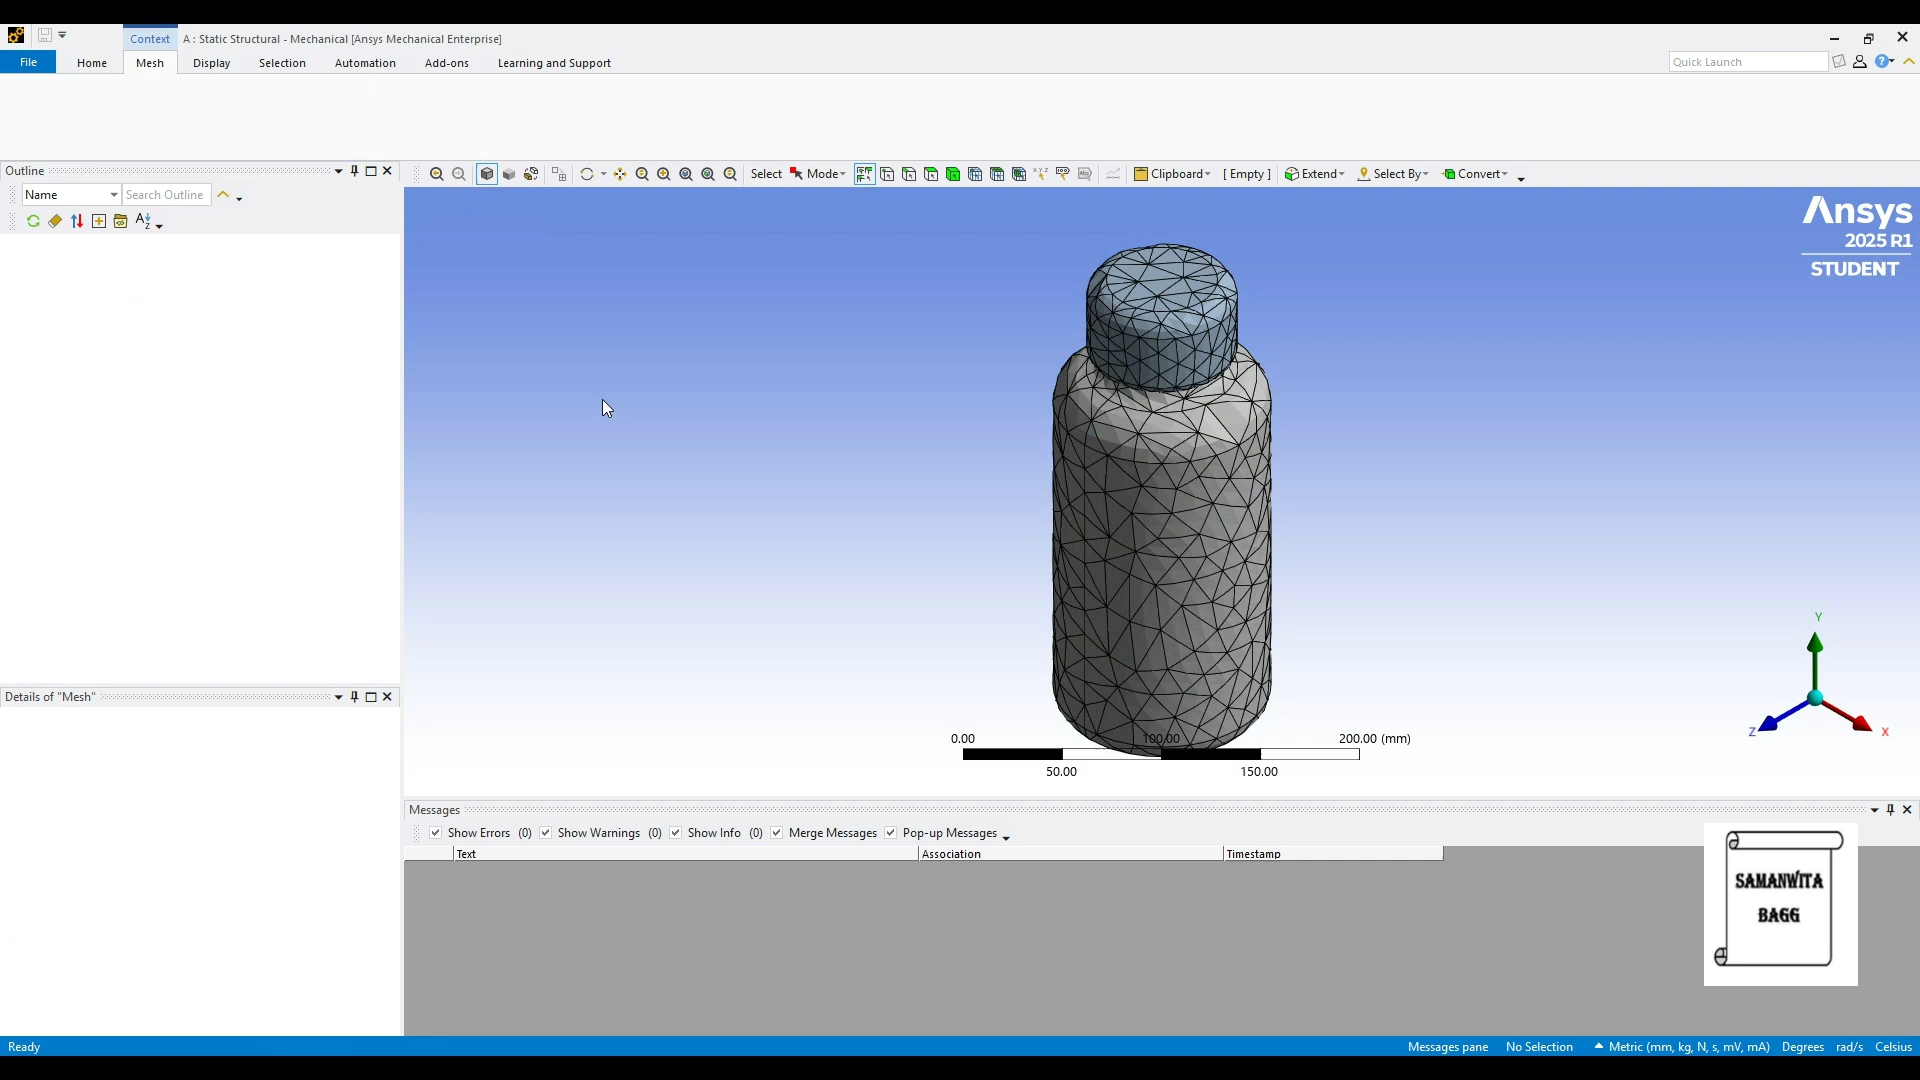 Context A : Static Structural - Mechanical [Ansys Mechanical Enterprise]
File Home Mesh Display Selection Automation Add-ons Learning and Support Quick Launch
Outline
Select Mode Clipboard [ Empty ] Extend Select By Convert
Name Search Outline
Ansys
2025 R1
STUDENT
Y
Z X
Details of "Mesh"
0.00 100.00 200.00 (mm)
50.00 150.00
Messages
Show Errors (0) Show Warnings (0) Show Info (0) Merge Messages Pop-up Messages
Text Association Timestamp
SAMANWITA
BAGG
Ready Messages pane No Selection Metric (mm, kg, N, s, mV, mA) Degrees rad/s Celsius